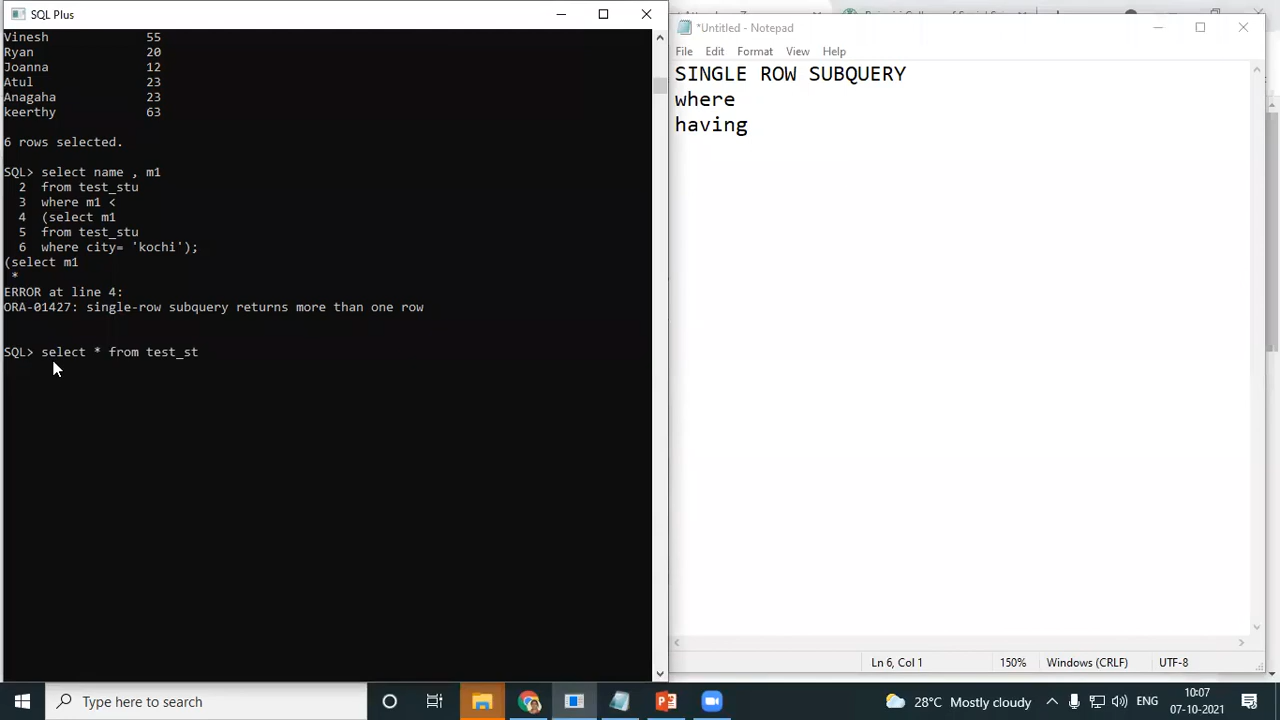 SQL Plus
Vinesh 55
Ryan 20
Joanna 12
Atul 23
Anagaha 23
keerthy 63
6 rows selected.
SQL> select name , m1
2 from test_stu
3 where m1 <
4 (select m1
5 from test_stu
6 where city= 'kochi');
(select m1
*
ERROR at line 4:
ORA-01427: single-row subquery returns more than one row
SQL> select * from test_st
*Untitled - Notepad
File Edit Format View Help
SINGLE ROW SUBQUERY
where
having
Ln 6, Col 1 150% Windows (CRLF) UTF-8
Type here to search
28°C Mostly cloudy ENG
10:07
07-10-2021